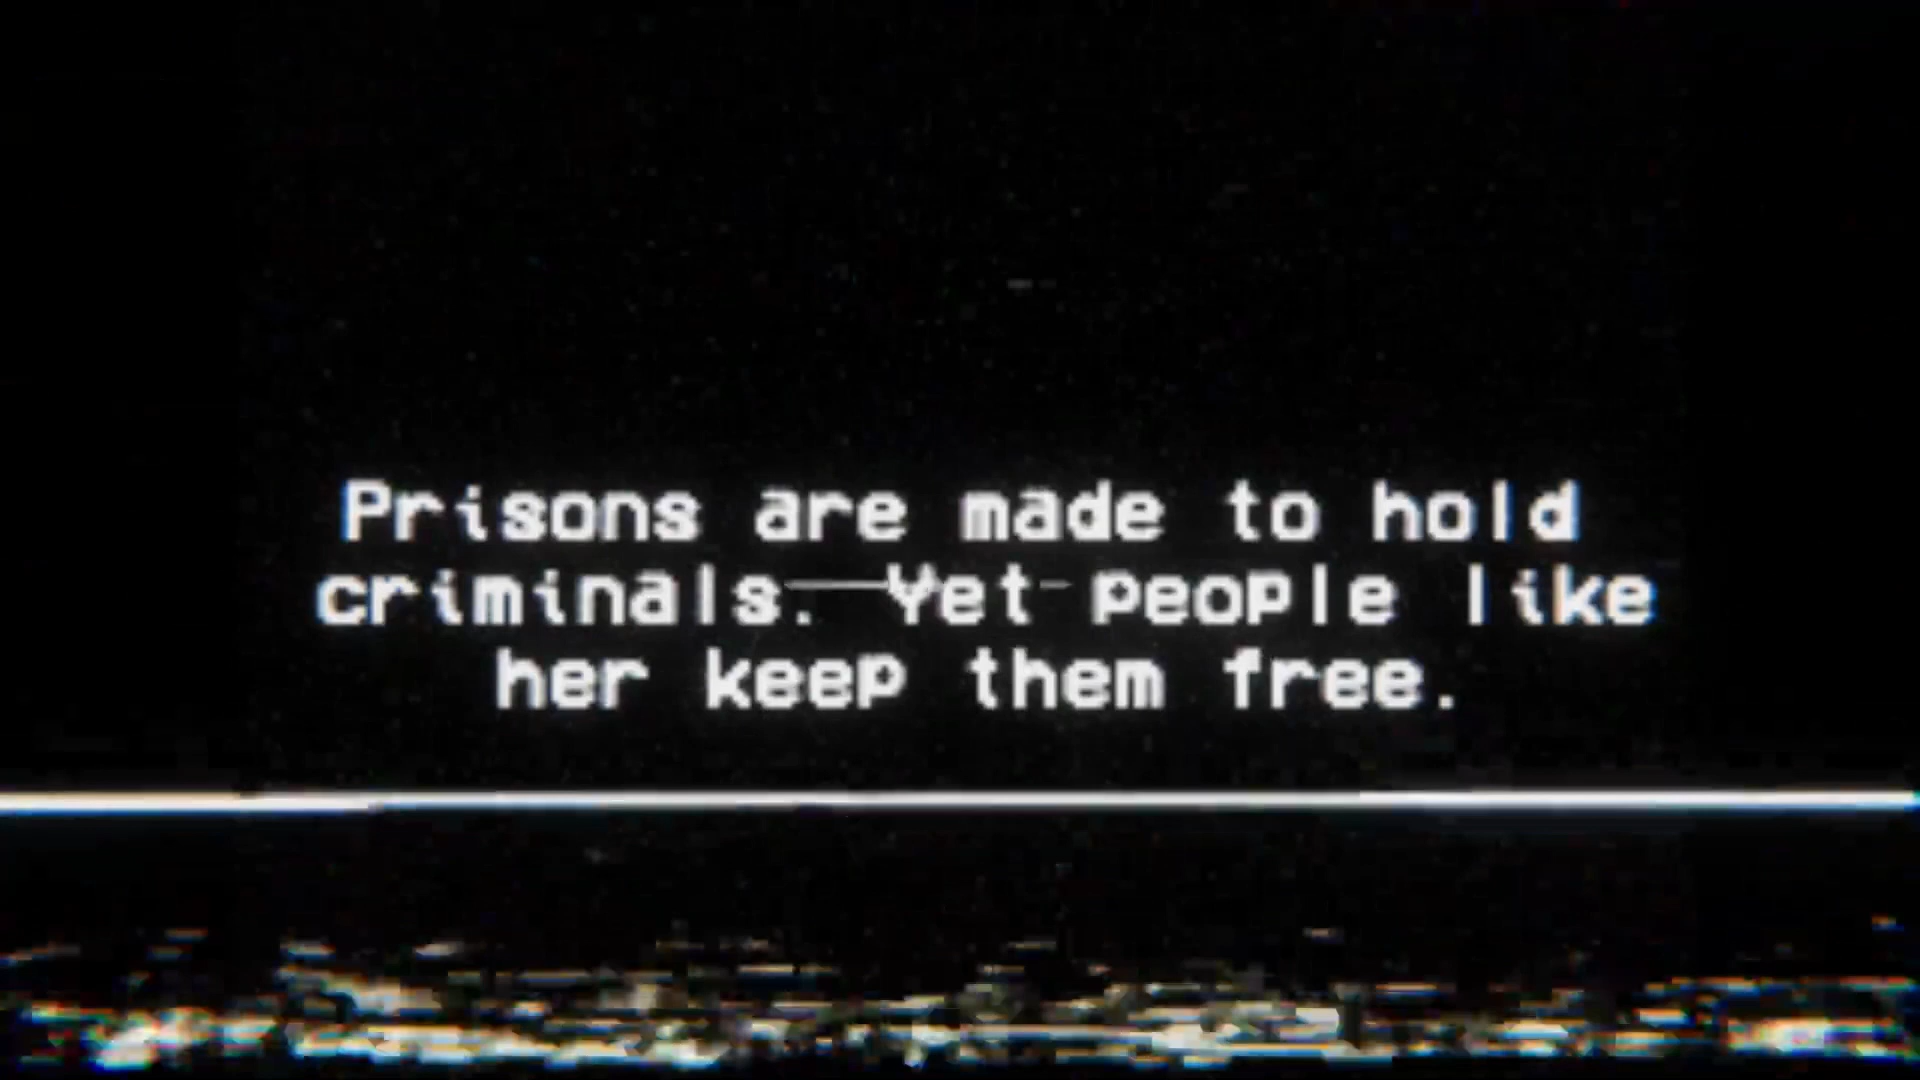 Prisons are made to hold
criminals. Yet people like
her keep them free.